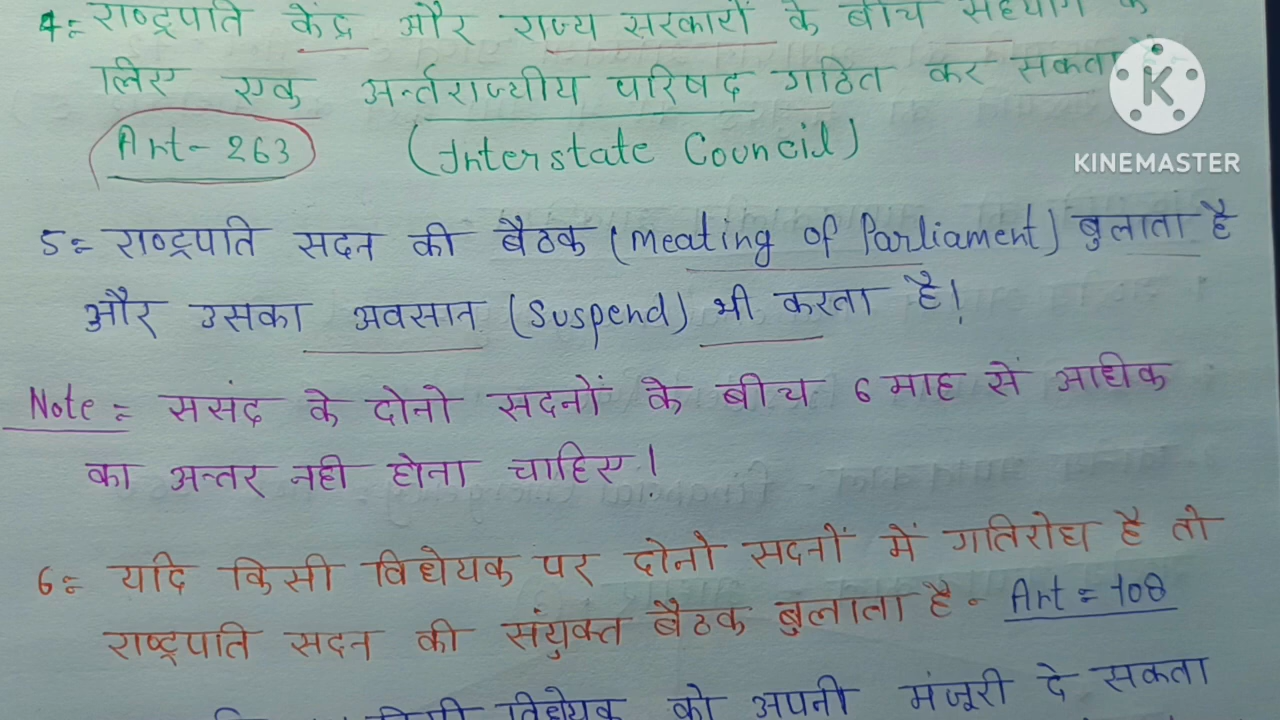 4= राष्ट्रपति केंद्र और राज्य सरकारों के बीच सहयोग के
लिए एक अर्न्तराज्यीय परिषद गठित कर सकता
Art-263 (Interstate Council)
K
KINEMASTER
5= राष्ट्रपति सदन की बैठक (Meating of Parliament) बुलाता है
और उसका अवसान (Suspend) भी करता है।
Note = ससंद के दोनो सदनों के बीच 6 माह से अधिक
का अन्तर नही होना चाहिए।
6= यदि किसी विधेयक पर दोनो सदनों में गतिरोध है तो
राष्ट्रपति सदन की संयुक्त बैठक बुलाता है- Art = 108
विधेयक को अपनी मंजूरी दे सकता